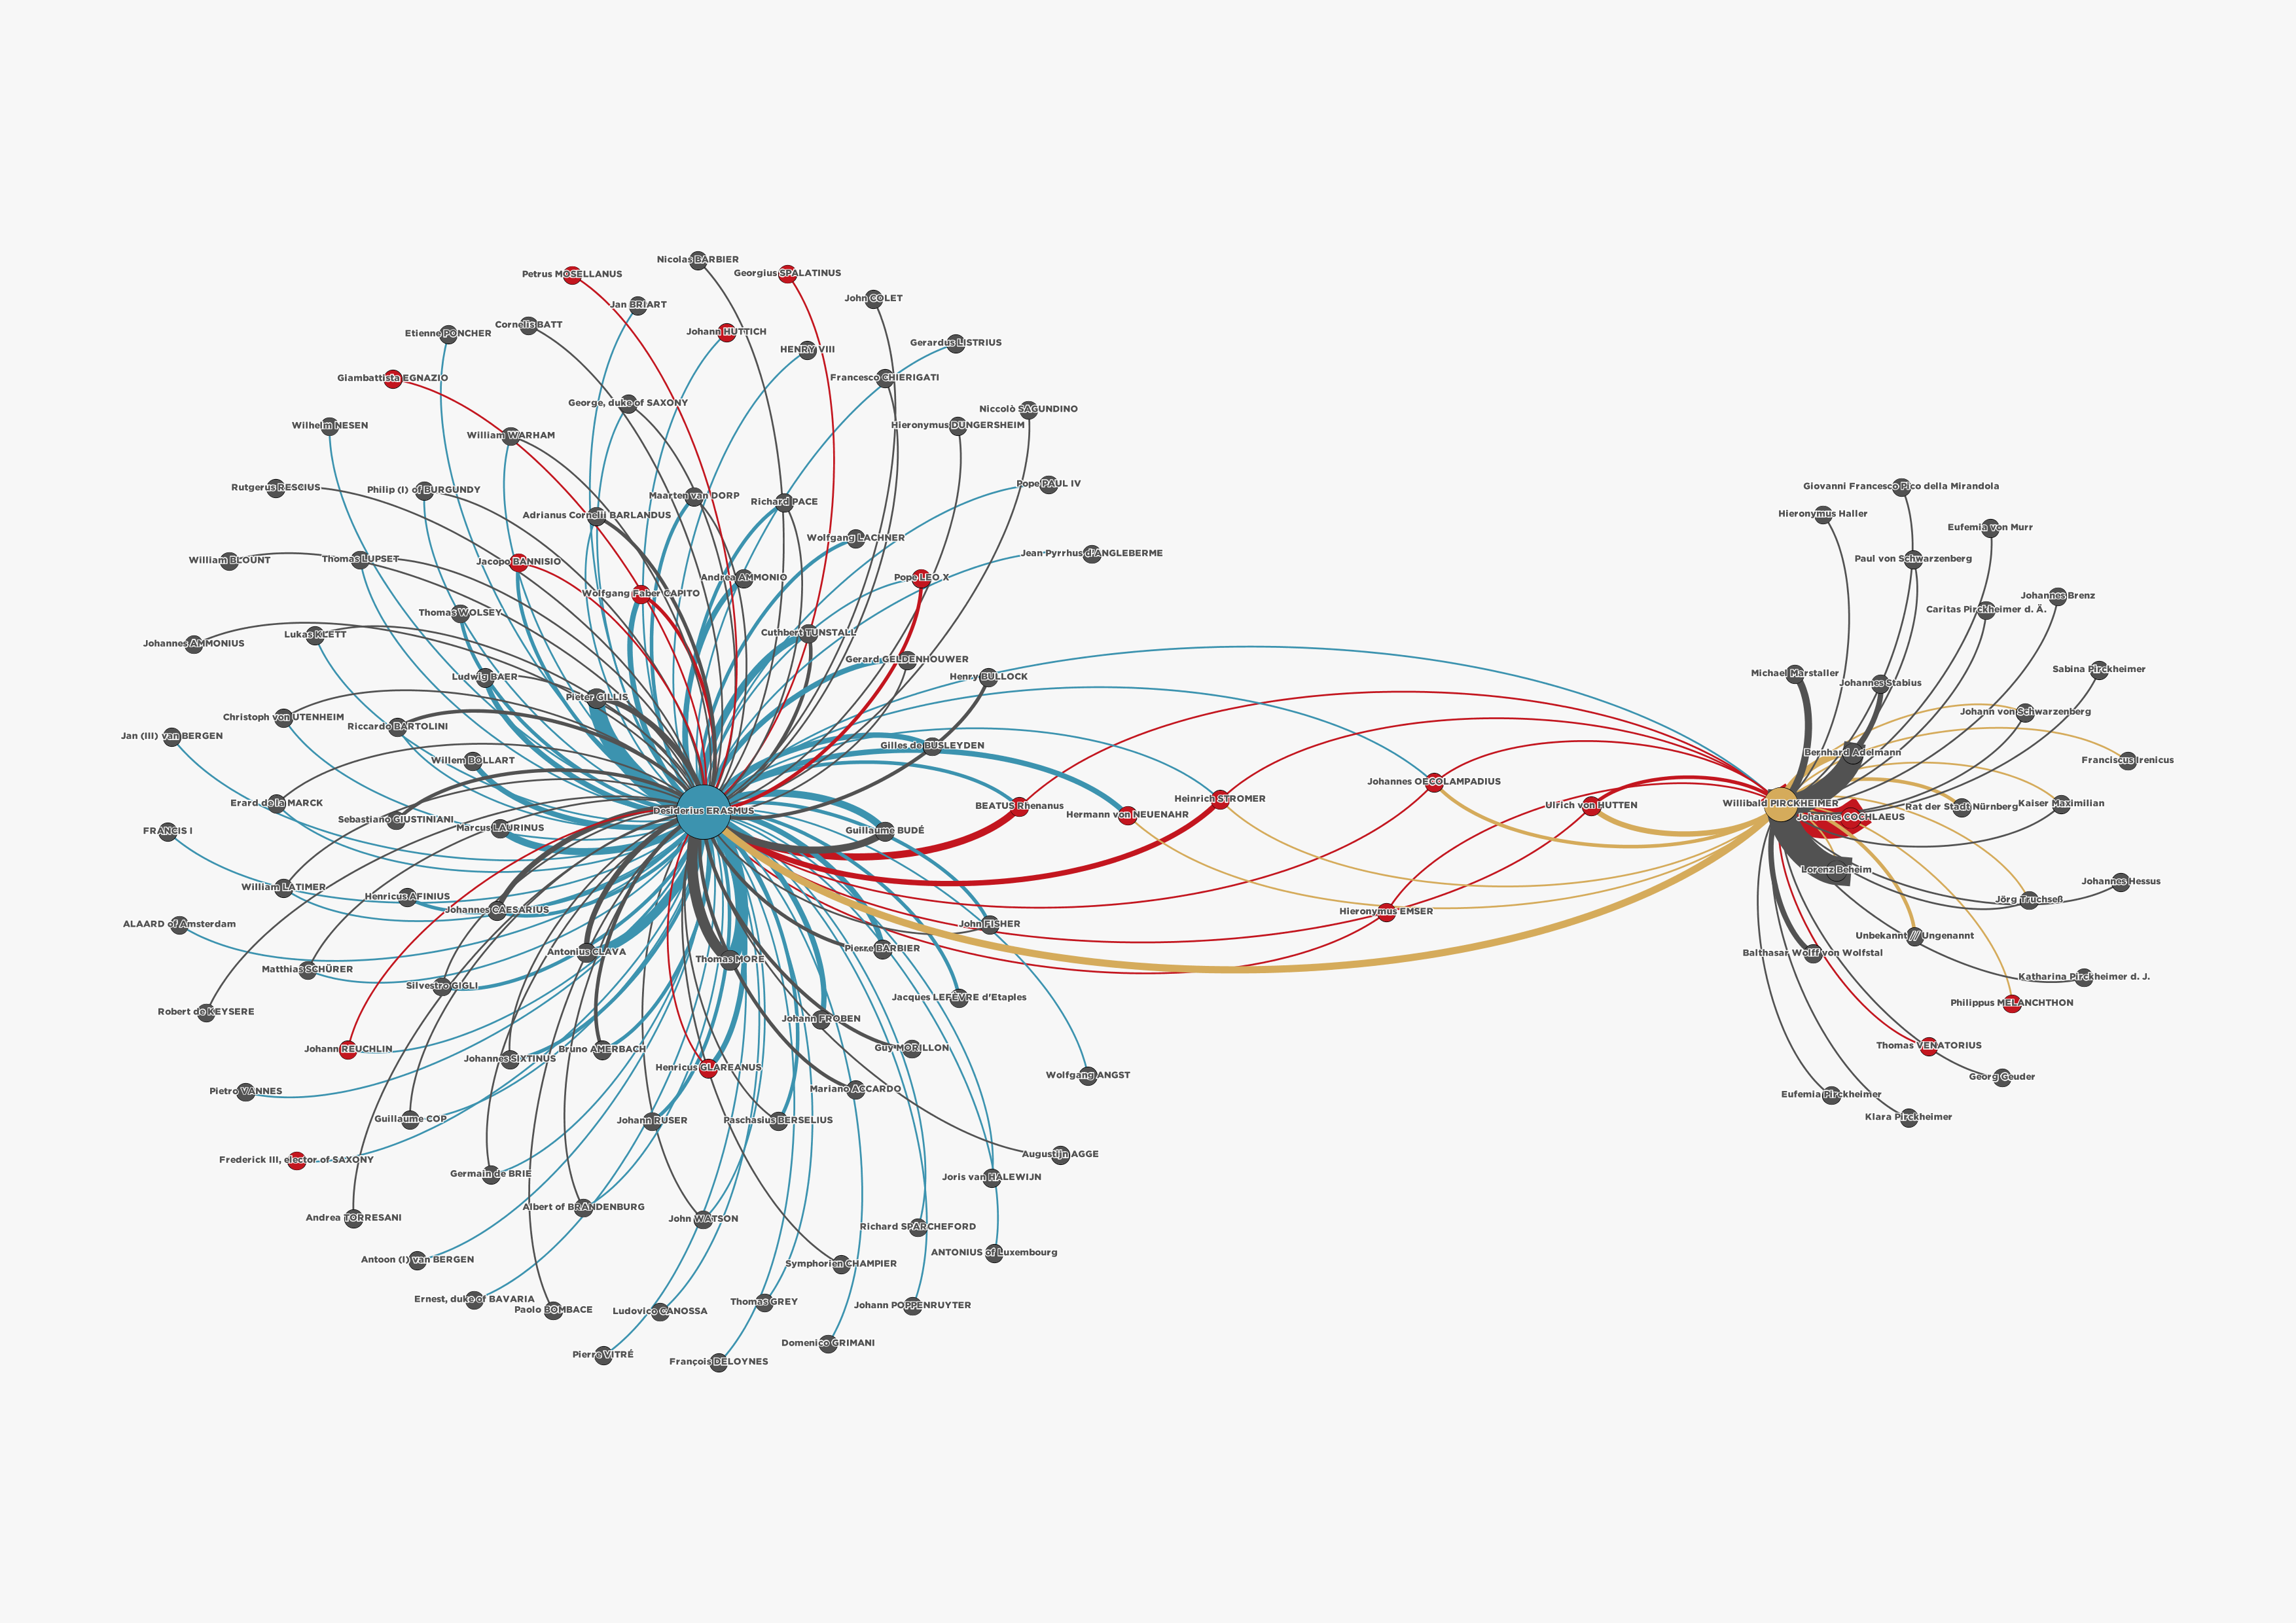 Nicolas BARBIER
Petrus MOSELLANUS
Georgius SPALATINUS
John COLET
Jan BRIART
Cornelis BATT
Etienne PONCHER
Johann HUTTICH
Gerardus LISTRIUS
HENRY VIII
Giambattista EGNAZIO
Francesco CHIERIGATI
George, duke of SAXONY
Niccolò SAGUNDINO
Wilhelm NESEN
Hieronymus DUNGERSHEIM
William WARHAM
Pope PAUL IV
Rutgerus RESCIUS
Philip (I) of BURGUNDY
Maarten van DORP
Richard PACE
Adrianus Cornelii BARLANDUS
Wolfgang LACHNER
Jean Pyrrhus d'ANGLEBERME
William BLOUNT
Thomas LUPSET
Jacopo BANNISIO
Andrea AMMONIO
Pope LEO X
Wolfgang Faber CAPITO
Thomas WOLSEY
Cuthbert TUNSTALL
Lukas KLETT
Johannes AMMONIUS
Gerard GELDENHOUWER
Ludwig BAER
Henry BULLOCK
Pieter GILLIS
Christoph von UTENHEIM
Riccardo BARTOLINI
Jan (III) van BERGEN
Gilles de BUSLEYDEN
Willem BOLLART
Erard de la MARCK
Desiderius ERASMUS
Sebastiano GIUSTINIANI
Marcus LAURINUS
FRANCIS I
Guillaume BUDÉ
BEATUS Rhenanus
Hermann von NEUENAHR
Heinrich STROMER
Johannes OECOLAMPADIUS
Ulrich von HUTTEN
Hieronymus EMSER
William LATIMER
Henricus AFINIUS
Johannes CAESARIUS
ALAARD of Amsterdam
John FISHER
Pierre BARBIER
Antonius CLAVA
Thomas MORE
Matthias SCHÜRER
Silvestro GIGLI
Jacques LEFÈVRE d'Etaples
Robert de KEYSERE
Johann FROBEN
Johann REUCHLIN
Johannes SIXTINUS
Bruno AMERBACH
Guy MORILLON
Henricus GLAREANUS
Wolfgang ANGST
Pietro VANNES
Mariano ACCARDO
Guillaume COP
Johann RUSER
Paschasius BERSELIUS
Augustijn AGGE
Frederick III, elector of SAXONY
Germain de BRIE
Joris van HALEWIJN
Albert of BRANDENBURG
Andrea TORRESANI
John WATSON
Richard SPARCHEFORD
Antoon (I) van BERGEN
ANTONIUS of Luxembourg
Symphorien CHAMPIER
Ernest, duke of BAVARIA
Paolo BOMBACE
Ludovico CANOSSA
Thomas GREY
Johann POPPENRUYTER
Domenico GRIMANI
Pierre VITRÉ
François DELOYNES
Giovanni Francesco Pico della Mirandola
Hieronymus Haller
Eufemia von Murr
Paul von Schwarzenberg
Johannes Brenz
Caritas Pirckheimer d. Ä.
Michael Marstaller
Sabina Pirckheimer
Johannes Stabius
Johann von Schwarzenberg
Bernhard Adelmann
Franciscus Irenicus
Willibald PIRCKHEIMER
Johannes COCHLAEUS
Rat der Stadt Nürnberg
Kaiser Maximilian
Lorenz Beheim
Johannes Hessus
Jörg Truchseß
Unbekannt // Ungenannt
Balthasar Wolff von Wolfstal
Katharina Pirckheimer d. J.
Philippus MELANCHTHON
Thomas VENATORIUS
Georg Geuder
Eufemia Pirckheimer
Klara Pirckheimer